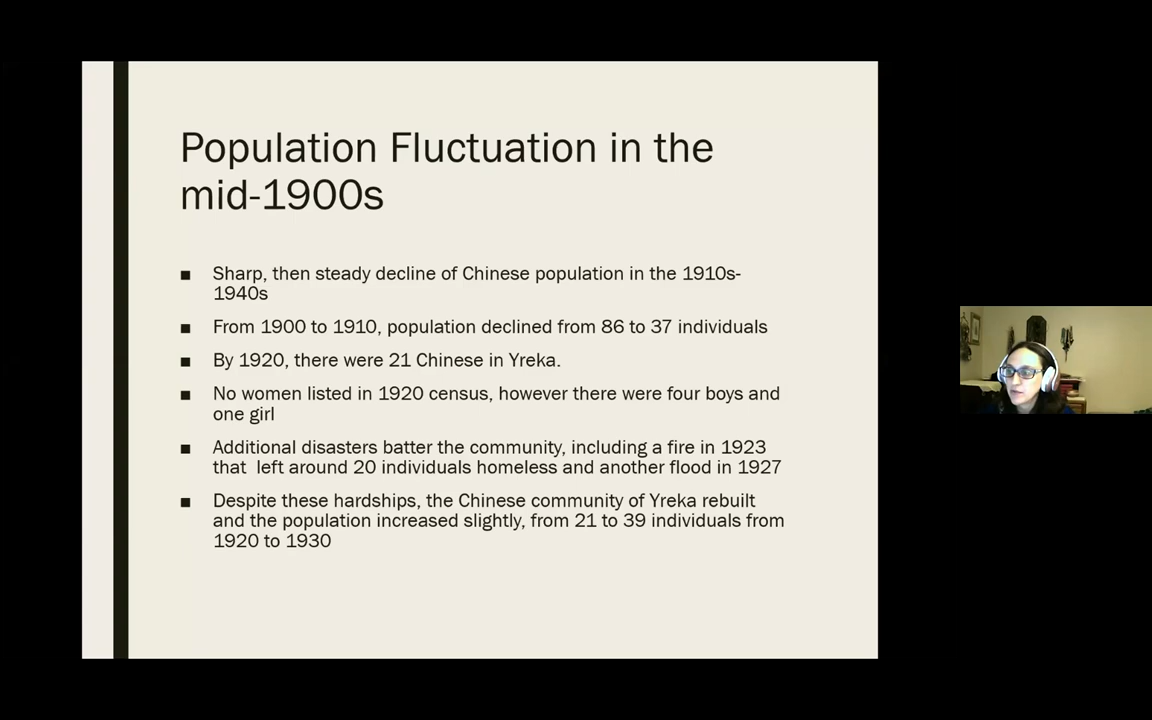 Population Fluctuation in the
mid-1900s
■ Sharp, then steady decline of Chinese population in the 1910s-
1940s
■ From 1900 to 1910, population declined from 86 to 37 individuals
■ By 1920, there were 21 Chinese in Yreka.
■ No women listed in 1920 census, however there were four boys and
one girl
■ Additional disasters batter the community, including a fire in 1923
that  left around 20 individuals homeless and another flood in 1927
■ Despite these hardships, the Chinese community of Yreka rebuilt
and the population increased slightly, from 21 to 39 individuals from
1920 to 1930